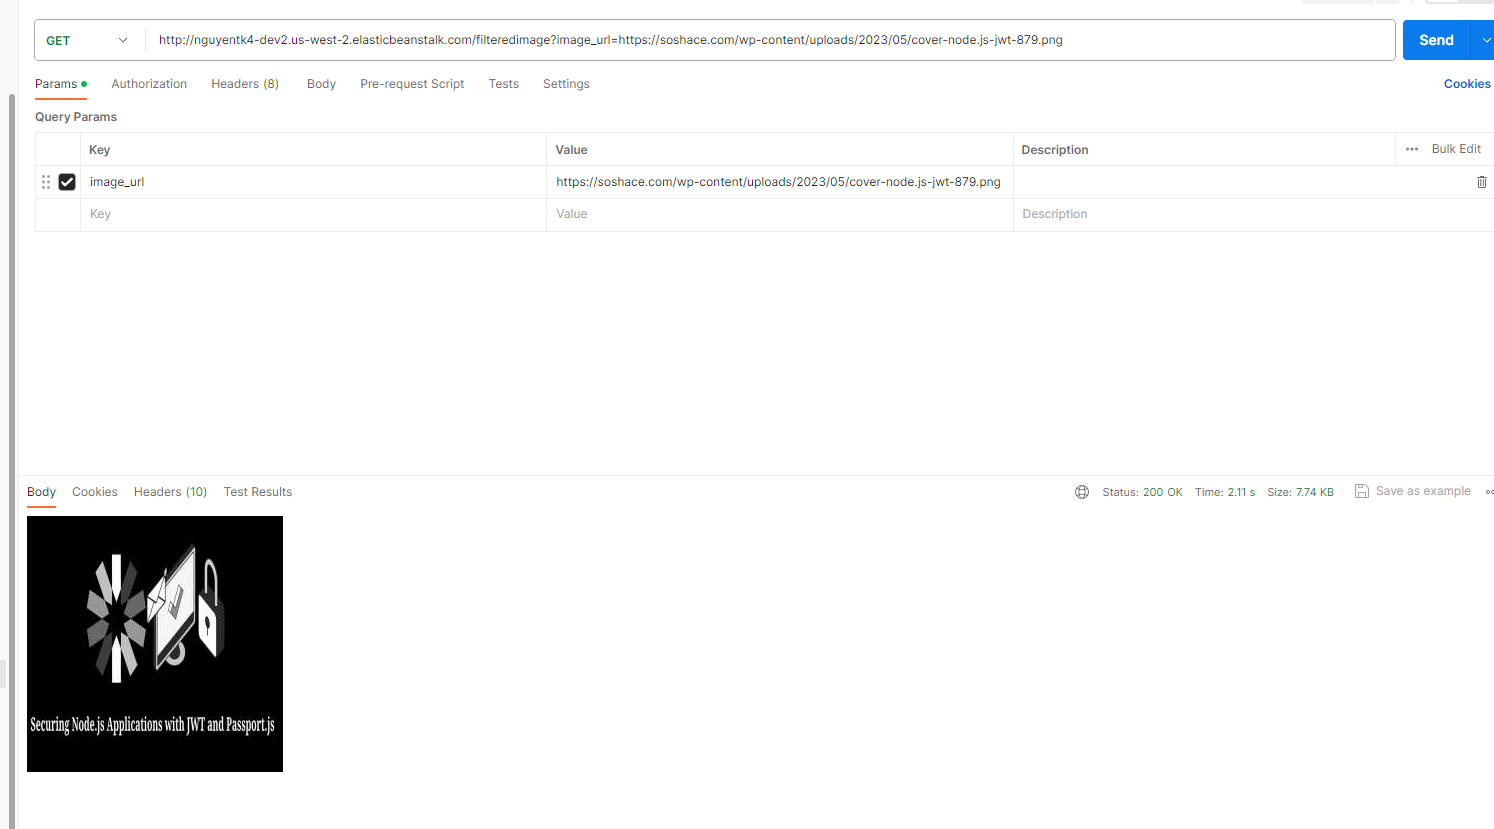 GET
http://nguyentk4-dev2.us-west-2.elasticbeanstalk.com/filteredimage?image_url=https://soshace.com/wp-content/uploads/2023/05/cover-node.js-jwt-879.png
Send
Params Authorization Headers (8) Body Pre-request Script Tests Settings Cookies
Query Params
Key Value Description Bulk Edit
image_url https://soshace.com/wp-content/uploads/2023/05/cover-node.js-jwt-879.png
Key Value Description
Body Cookies Headers (10) Test Results Status: 200 OK Time: 2.11 s Size: 7.74 KB Save as example
Securing Node.js Applications with JWT and Passport.js